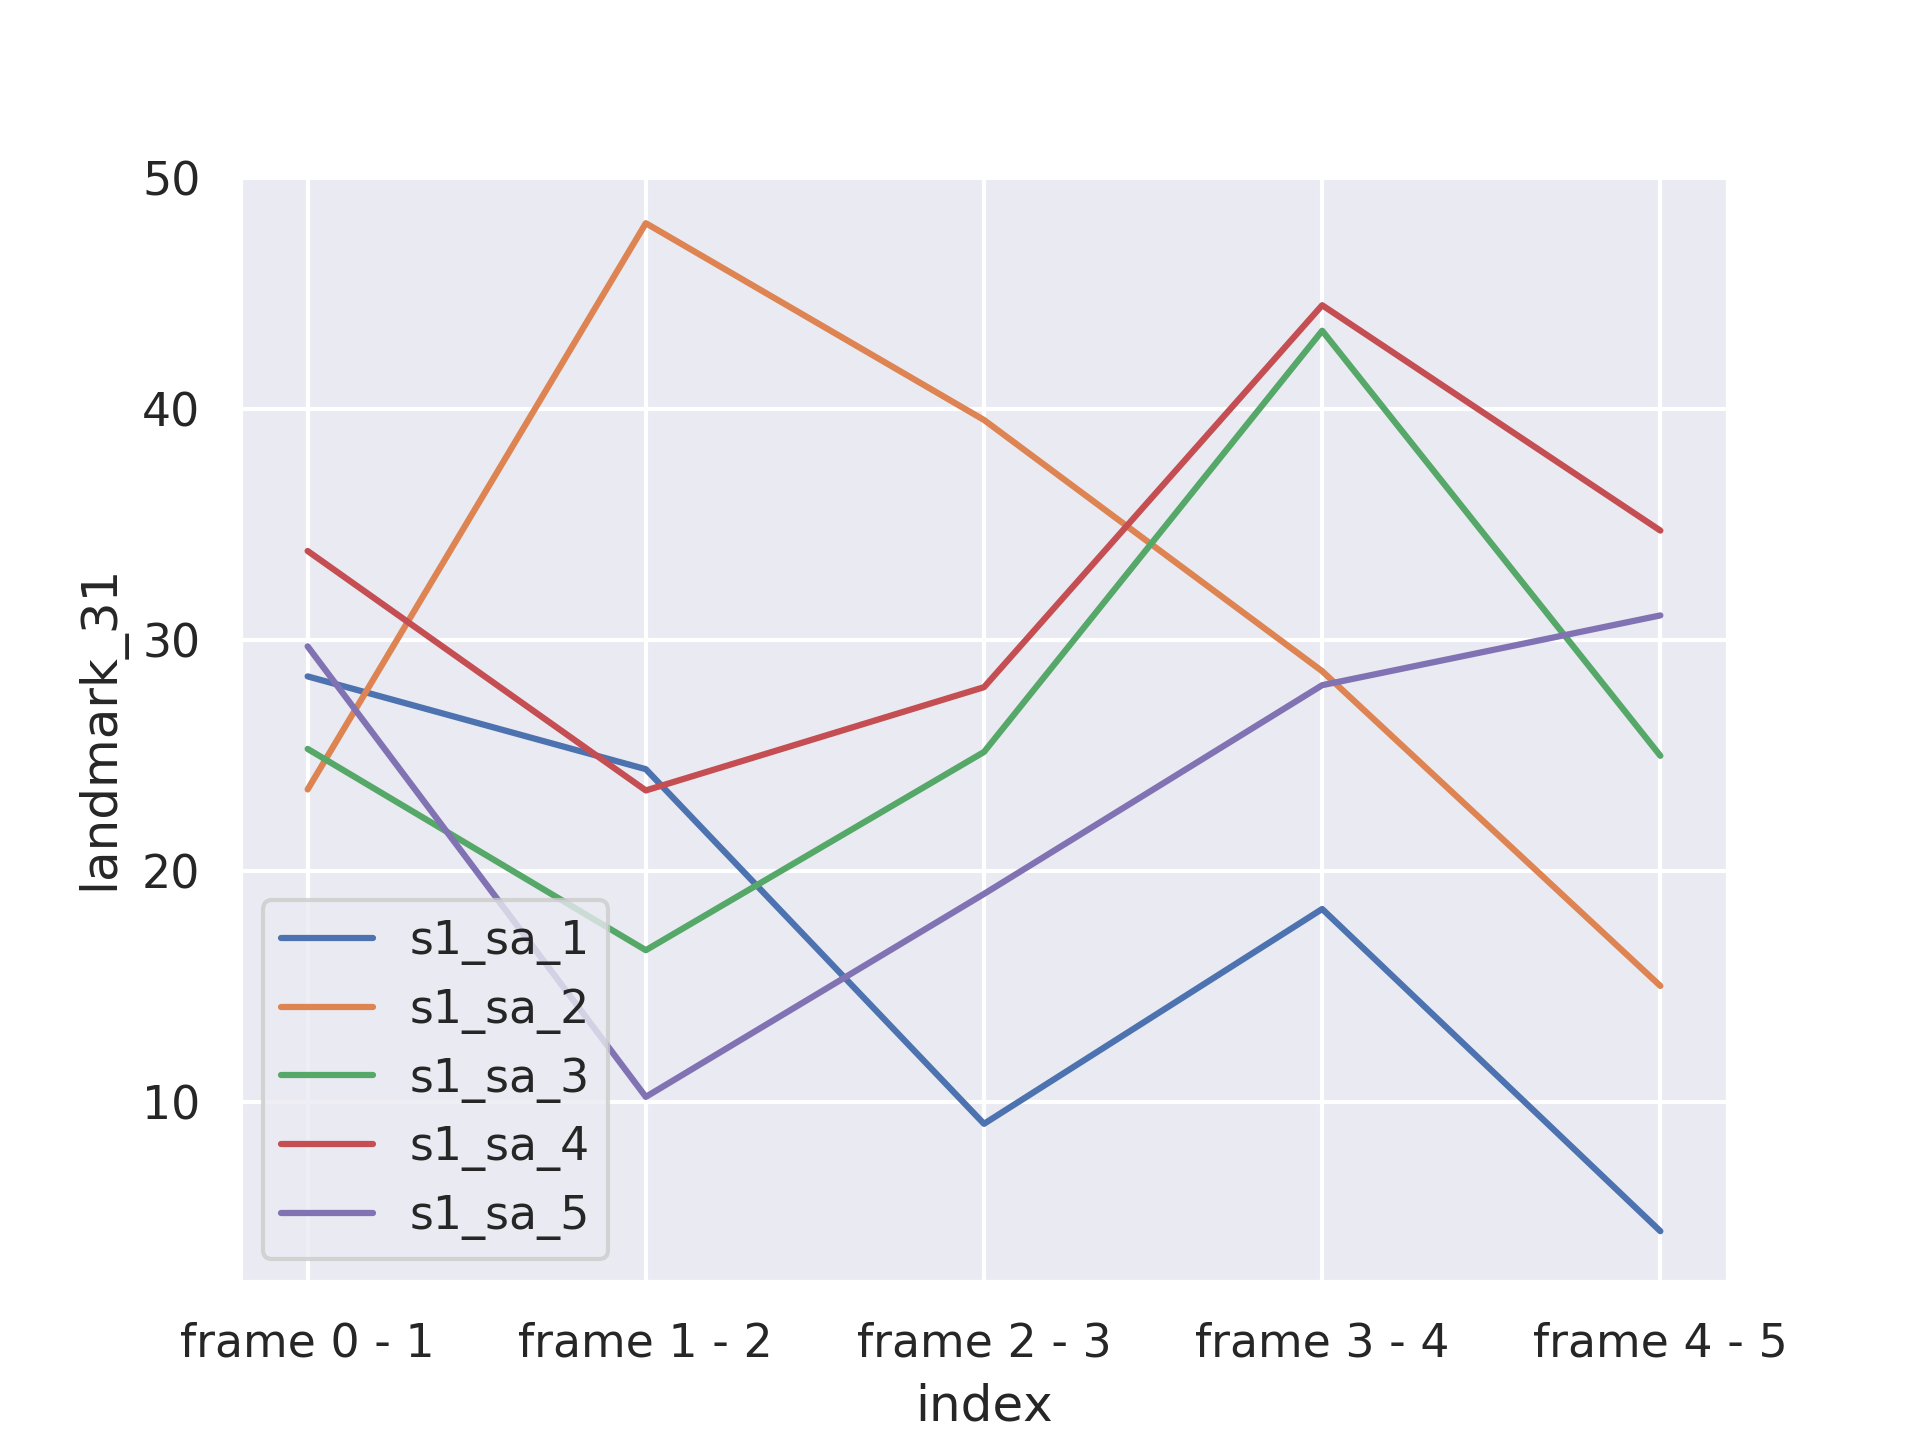 50
40
30
20
10
landmark_31
s1_sa_1
s1_sa_2
s1_sa_3
s1_sa_4
s1_sa_5
frame 0 - 1 frame 1 - 2 frame 2 - 3 frame 3 - 4 frame 4 - 5
index